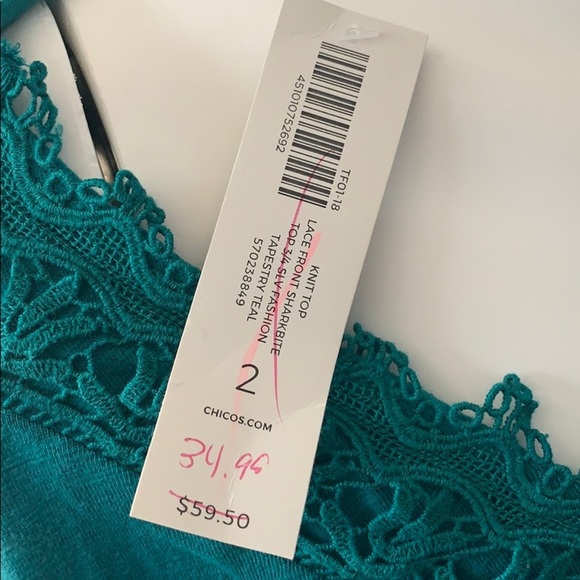 451010752692
TF01-18
KNIT TOP
LACE FRONT SHARKBITE
TOP 3/4 SLV FASHION
TAPESTRY TEAL
570238849
2
CHICOS.COM
34.99
$59.50